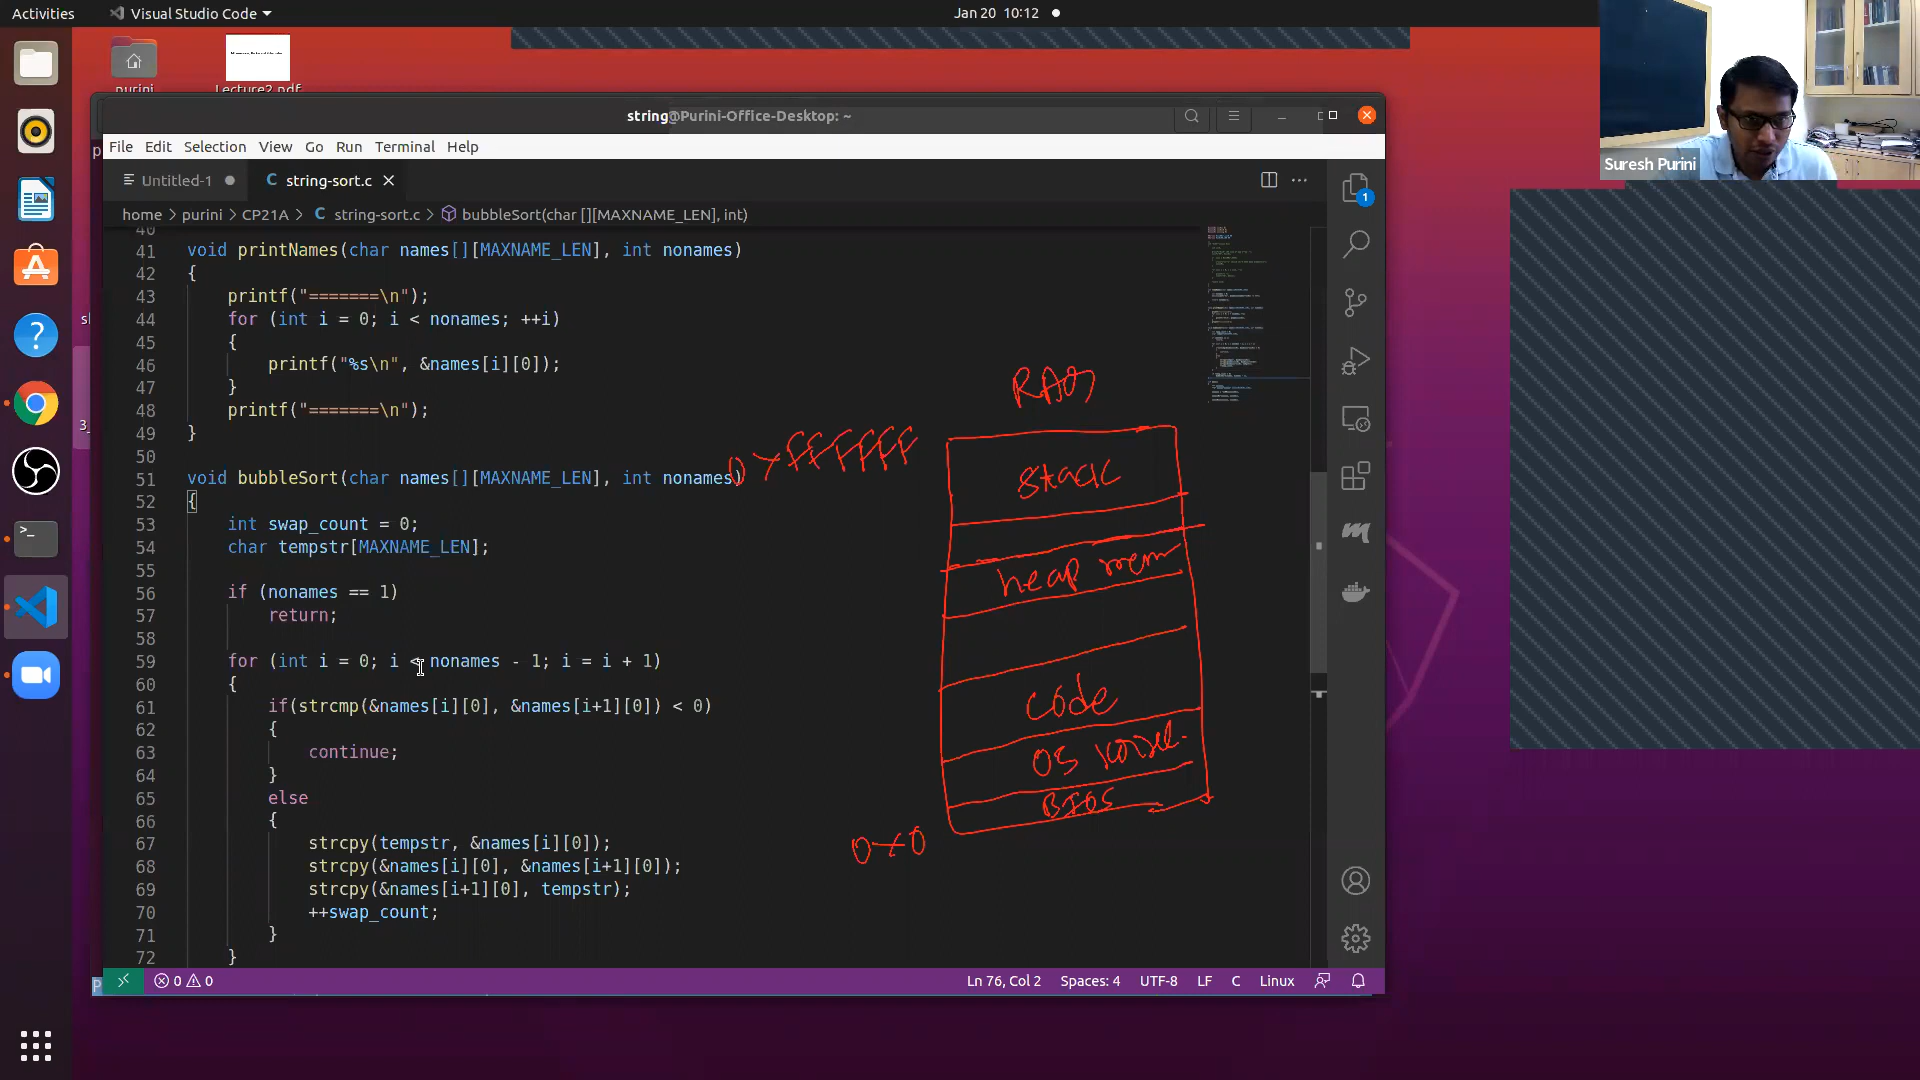 Activities
Visual Studio Code
Jan 20 10:12
purini
Lecture2.pdf
string@Purini-Office-Desktop: ~
File Edit Selection View Go Run Terminal Help
Untitled-1
C string-sort.c
home > purini > CP21A > C string-sort.c > bubbleSort(char [][MAXNAME_LEN], int)
40
41 void printNames(char names[][MAXNAME_LEN], int nonames)
42 {
43 printf("=======\n");
44 for (int i = 0; i < nonames; ++i)
45 {
46 printf("%s\n", &names[i][0]);
47 }
48 printf("=======\n");
49 }
50
51 void bubbleSort(char names[][MAXNAME_LEN], int nonames)
52 {
53 int swap_count = 0;
54 char tempstr[MAXNAME_LEN];
55
56 if (nonames == 1)
57 return;
58
59 for (int i = 0; i < nonames - 1; i = i + 1)
60 {
61 if(strcmp(&names[i][0], &names[i+1][0]) < 0)
62 {
63 continue;
64 }
65 else
66 {
67 strcpy(tempstr, &names[i][0]);
68 strcpy(&names[i][0], &names[i+1][0]);
69 strcpy(&names[i+1][0], tempstr);
70 ++swap_count;
71 }
72 }
RAM
0xFFFFFF
stack
heap mem
code
OS kernel
BIOS
0x0
1
0 0
Ln 76, Col 2 Spaces: 4 UTF-8 LF C Linux
Suresh Purini